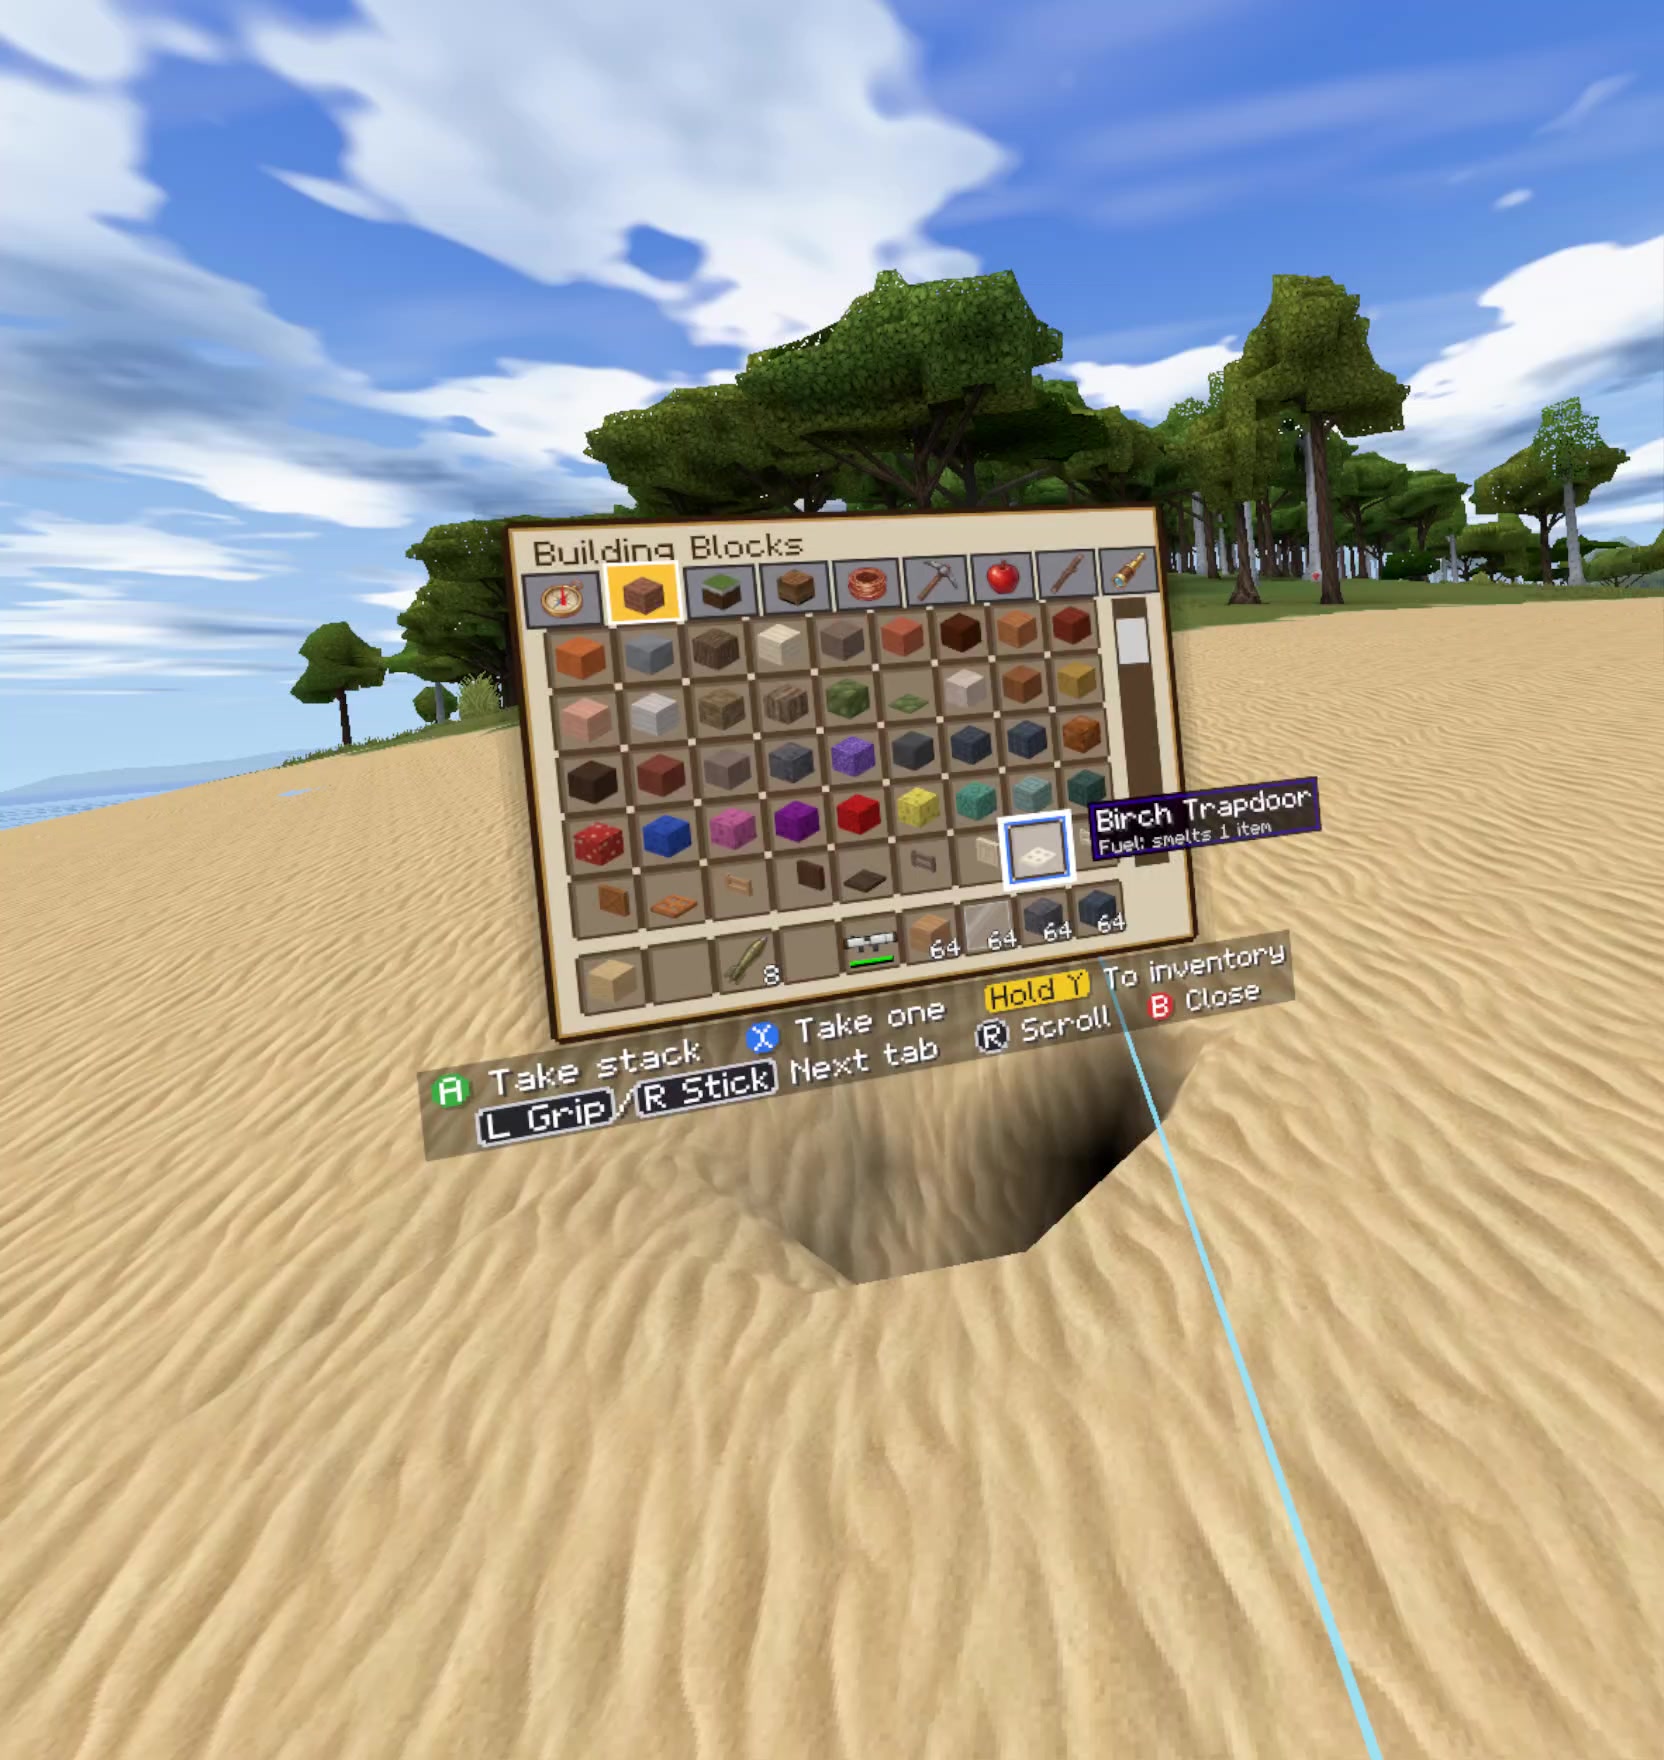 Building Blocks
Birch Trapdoor
Fuel: smelts 1 item
8
64
64
64
64
A Take stack X Take one Hold Y To inventory
L Grip/R Stick Next tab R Scroll B Close